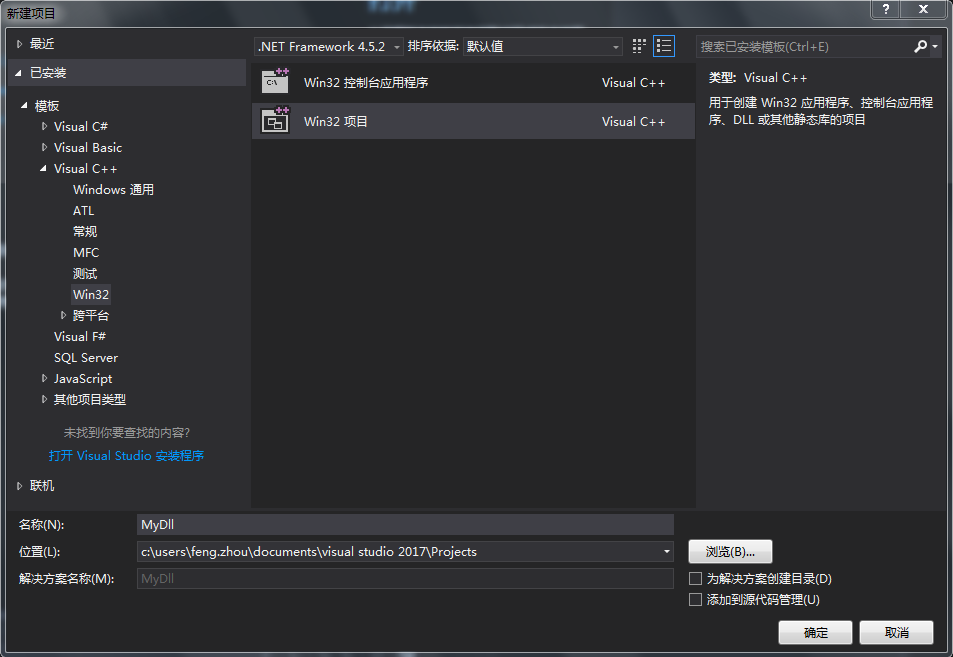 新建项目
最近
已安装
模板
Visual C#
Visual Basic
Visual C++
Windows 通用
ATL
常规
MFC
测试
Win32
跨平台
Visual F#
SQL Server
JavaScript
其他项目类型
未找到你要查找的内容?
打开 Visual Studio 安装程序
联机
.NET Framework 4.5.2 排序依据: 默认值
Win32 控制台应用程序 Visual C++
Win32 项目 Visual C++
搜索已安装模板(Ctrl+E)
类型: Visual C++
用于创建 Win32 应用程序、控制台应用程
序、DLL 或其他静态库的项目
名称(N): MyDll
位置(L): c:\users\feng.zhou\documents\visual studio 2017\Projects 浏览(B)...
解决方案名称(M): MyDll 为解决方案创建目录(D)
添加到源代码管理(U)
确定 取消